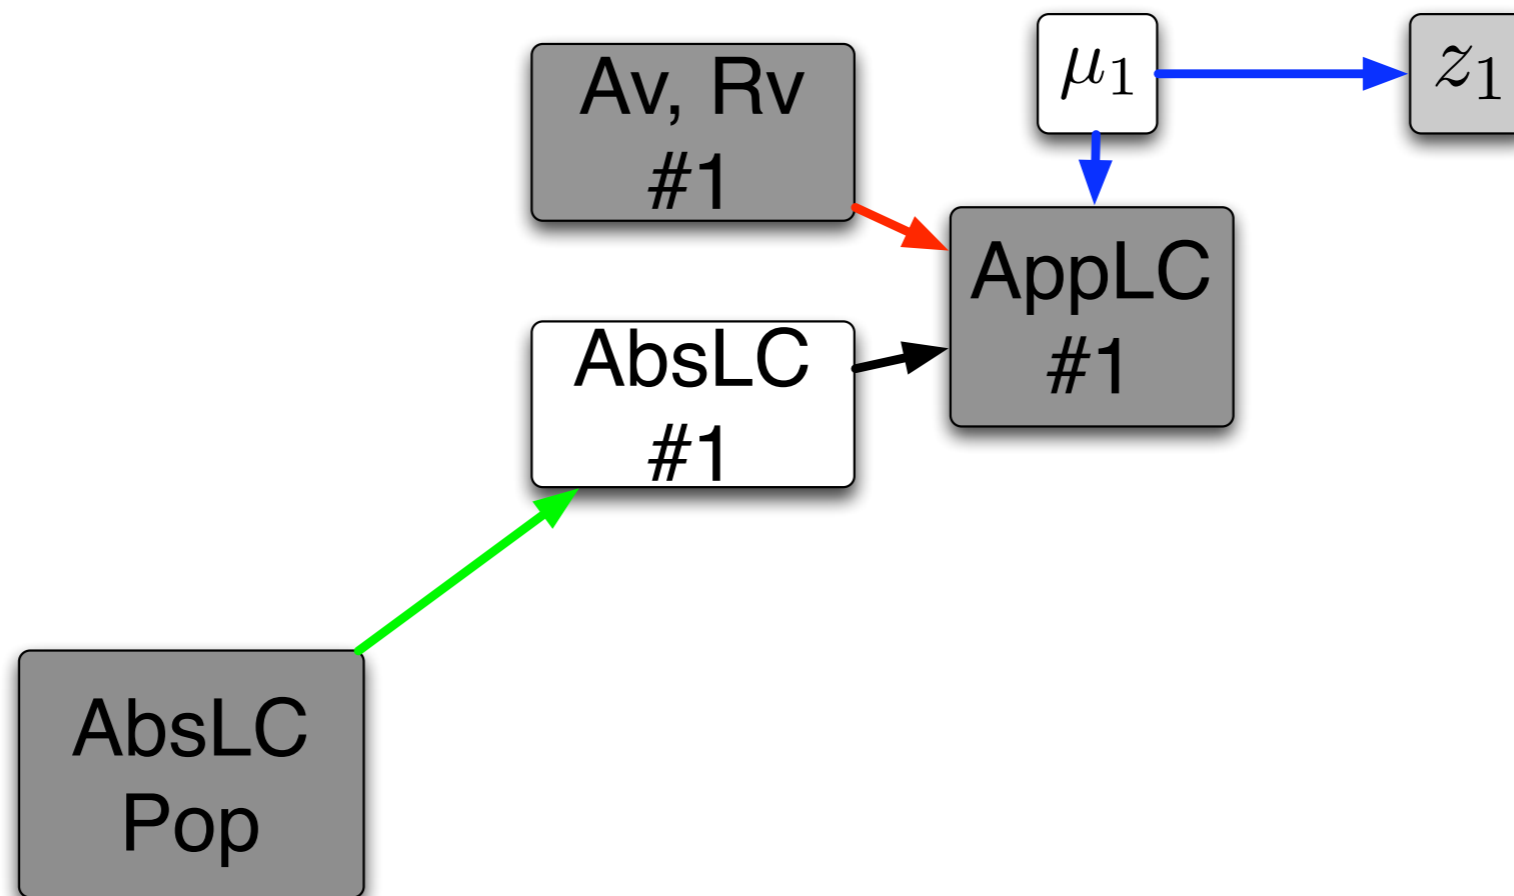 Av, Rv
#1
μ₁
z₁
AppLC
#1
AbsLC
#1
AbsLC
Pop